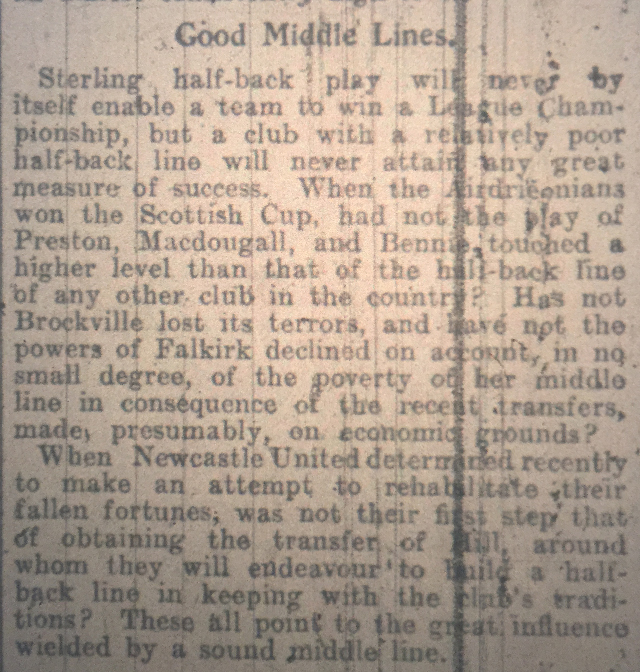 Good Middle Lines.
Sterling half-back play will never by
itself enable a team to win a League Cham-
pionship, but a club with a relatively poor
half-back line will never attain any great
measure of success. When the Airdrieonians
won the Scottish Cup, had not the play of
Preston, Macdougall, and Bennie, touched a
higher level than that of the half-back line
of any other club in the country? Has not
Brockville lost its terrors, and have not the
powers of Falkirk declined on account, in no
small degree, of the poverty of her middle
line in consequence of the recent transfers,
made, presumably, on economic grounds?
When Newcastle United determined recently
to make an attempt to rehabilitate their
fallen fortunes, was not their first step that
of obtaining the transfer of Hill, around
whom they will endeavour to build a half-
back line in keeping with the club's tradi-
tions? These all point to the great influence
wielded by a sound middle line.